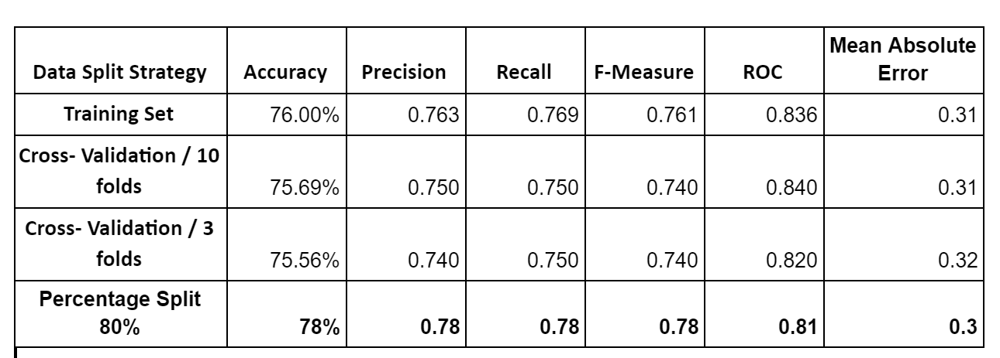 Data Split Strategy Accuracy Precision Recall F-Measure ROC Mean Absolute Error
Training Set 76.00% 0.763 0.769 0.761 0.836 0.31
Cross- Validation / 10 folds 75.69% 0.750 0.750 0.740 0.840 0.31
Cross- Validation / 3 folds 75.56% 0.740 0.750 0.740 0.820 0.32
Percentage Split 80% 78% 0.78 0.78 0.78 0.81 0.3